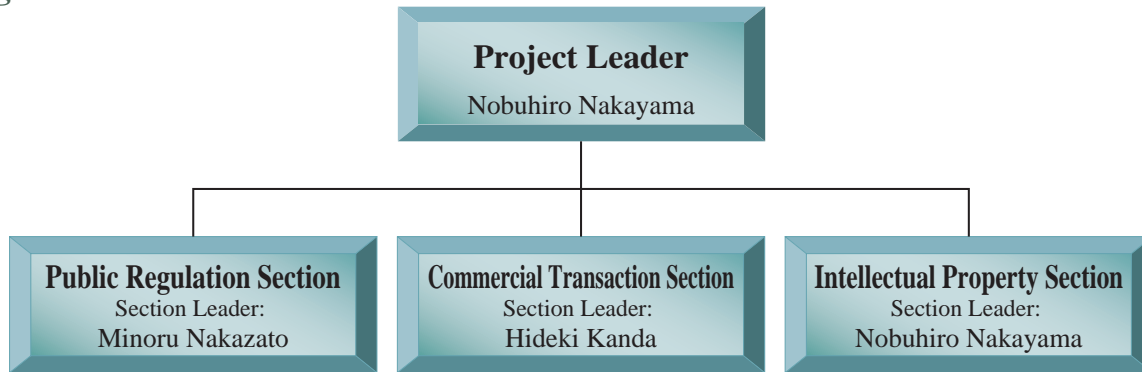 Project Leader
Nobuhiro Nakayama
Public Regulation Section
Section Leader:
Minoru Nakazato
Commercial Transaction Section
Section Leader:
Hideki Kanda
Intellectual Property Section
Section Leader:
Nobuhiro Nakayama